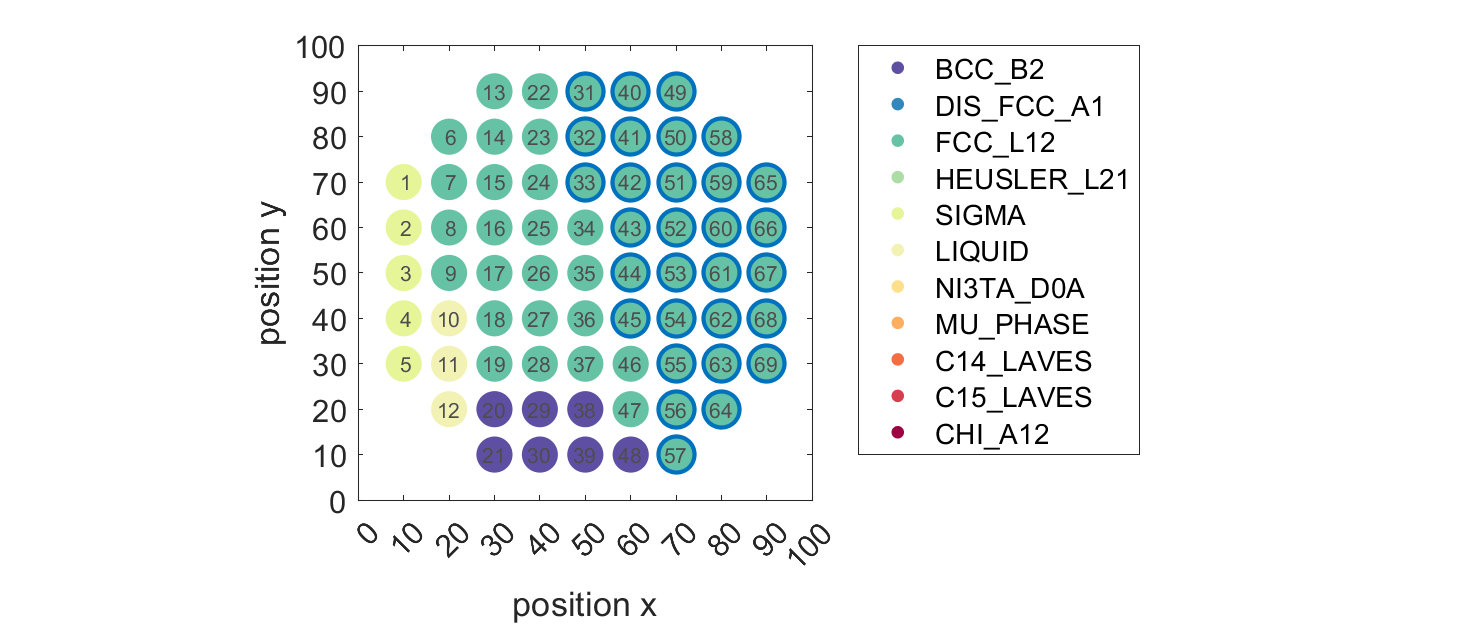 100
90
80
70
60
50
40
30
20
10
0
13 22 31 40 49
6 14 23 32 41 50 58
1 7 15 24 33 42 51 59 65
2 8 16 25 34 43 52 60 66
3 9 17 26 35 44 53 61 67
4 10 18 27 36 45 54 62 68
5 11 19 28 37 46 55 63 69
12 20 29 38 47 56 64
21 30 39 48 57
0 10 20 30 40 50 60 70 80 90 100
position x
position y
BCC_B2
DIS_FCC_A1
FCC_L12
HEUSLER_L21
SIGMA
LIQUID
NI3TA_D0A
MU_PHASE
C14_LAVES
C15_LAVES
CHI_A12